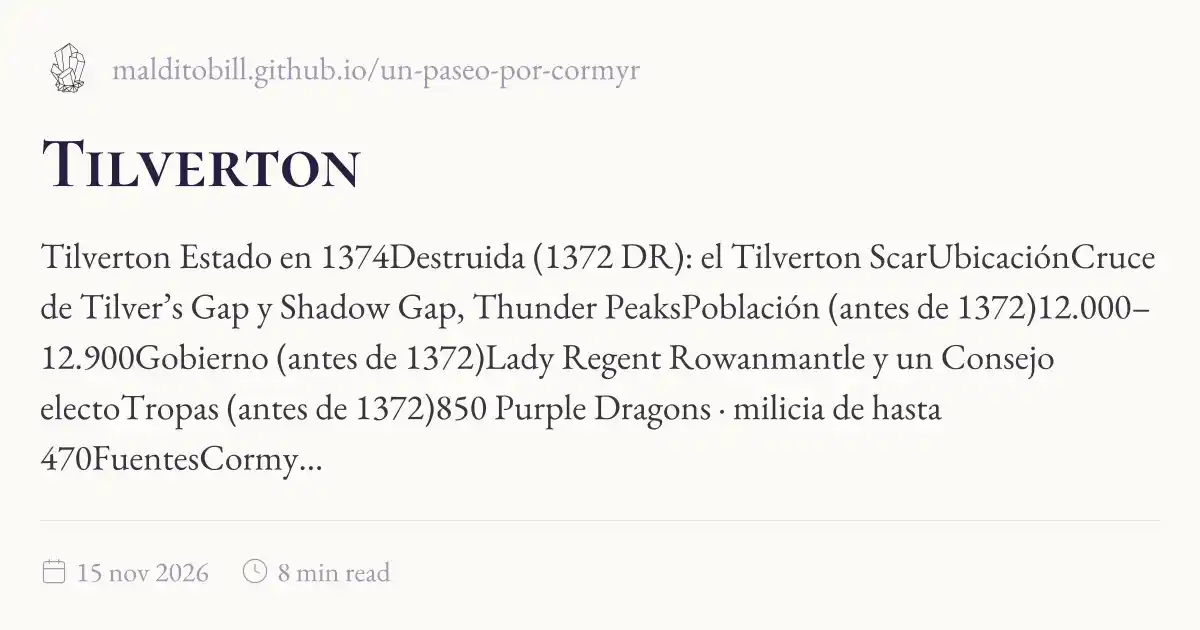 malditobill.github.io/un-paseo-por-cormyr
Tilverton
Tilverton Estado en 1374Destruida (1372 DR): el Tilverton ScarUbicaciónCruce
de Tilver’s Gap y Shadow Gap, Thunder PeaksPoblación (antes de 1372)12.000–
12.900Gobierno (antes de 1372)Lady Regent Rowanmantle y un Consejo
electoTropas (antes de 1372)850 Purple Dragons · milicia de hasta
470FuentesCormy...
15 nov 2026 8 min read